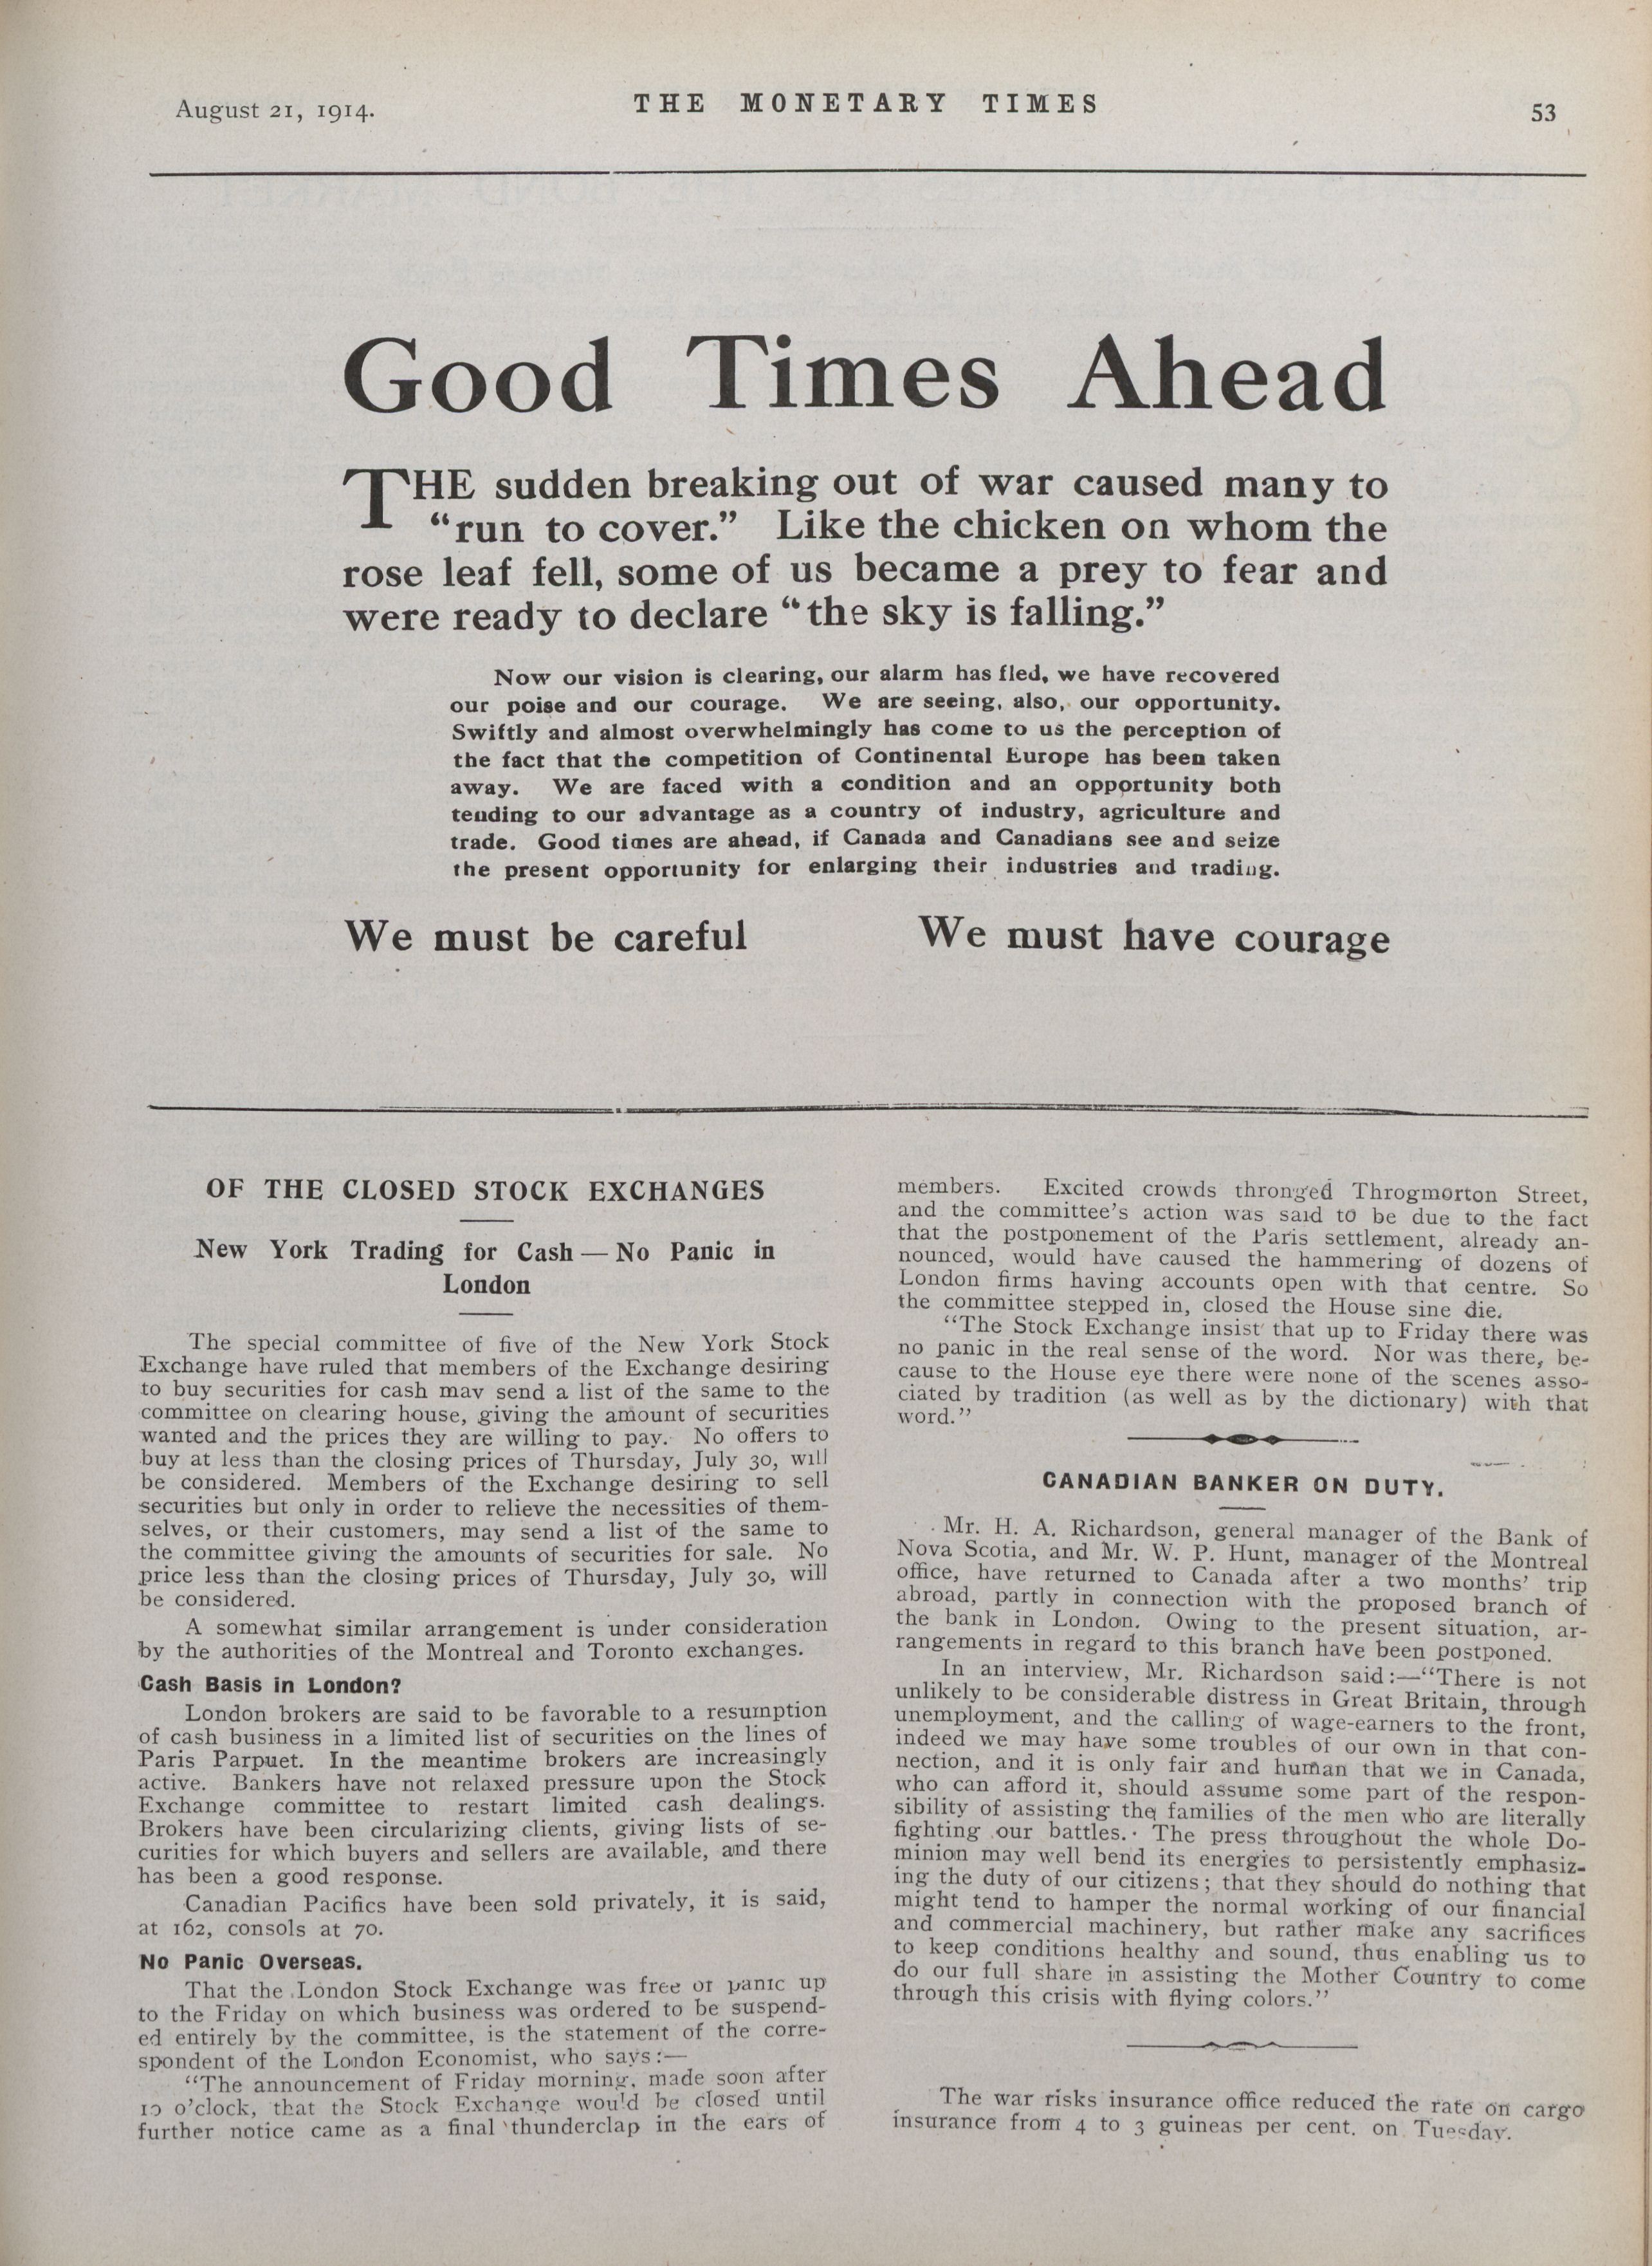 August 21, 1914.
THE MONETARY TIMES
53
Good Times Ahead
THE sudden breaking out of war caused many to
“run to cover.” Like the chicken on whom the
rose leaf fell, some of us became a prey to fear and
were ready to declare “the sky is falling.”
Now our vision is clearing, our alarm has fled, we have recovered
our poise and our courage. We are seeing, also, our opportunity.
Swiftly and almost overwhelmingly has come to us the perception of
the fact that the competition of Continental Europe has been taken
away. We are faced with a condition and an opportunity both
tending to our advantage as a country of industry, agriculture and
trade. Good times are ahead, if Canada and Canadians see and seize
the present opportunity for enlarging their industries and trading.
We must be careful
We must have courage
OF THE CLOSED STOCK EXCHANGES
New York Trading for Cash — No Panic in
London
The special committee of five of the New York Stock
Exchange have ruled that members of the Exchange desiring
to buy securities for cash may send a list of the same to the
committee on clearing house, giving the amount of securities
wanted and the prices they are willing to pay. No offers to
buy at less than the closing prices of Thursday, July 30, will
be considered. Members of the Exchange desiring to sell
securities but only in order to relieve the necessities of them-
selves, or their customers, may send a list of the same to
the committee giving the amounts of securities for sale. No
price less than the closing prices of Thursday, July 30, will
be considered.
A somewhat similar arrangement is under consideration
by the authorities of the Montreal and Toronto exchanges.
Cash Basis in London?
London brokers are said to be favorable to a resumption
of cash business in a limited list of securities on the lines of
Paris Parpuet. In the meantime brokers are increasingly
active. Bankers have not relaxed pressure upon the Stock
Exchange committee to restart limited cash dealings.
Brokers have been circularizing clients, giving lists of se-
curities for which buyers and sellers are available, and there
has been a good response.
Canadian Pacifics have been sold privately, it is said,
at 162, consols at 70.
No Panic Overseas.
That the London Stock Exchange was free of panic up
to the Friday on which business was ordered to be suspend-
ed entirely by the committee, is the statement of the corre-
spondent of the London Economist, who says:—
“The announcement of Friday morning, made soon after
10 o’clock, that the Stock Exchange would be closed until
further notice came as a final thunderclap in the ears of
members. Excited crowds thronged Throgmorton Street,
and the committee’s action was said to be due to the fact
that the postponement of the Paris settlement, already an-
nounced, would have caused the hammering of dozens of
London firms having accounts open with that centre. So
the committee stepped in, closed the House sine die.
“The Stock Exchange insist that up to Friday there was
no panic in the real sense of the word. Nor was there, be-
cause to the House eye there were none of the scenes asso-
ciated by tradition (as well as by the dictionary) with that
word.”
CANADIAN BANKER ON DUTY.
Mr. H. A. Richardson, general manager of the Bank of
Nova Scotia, and Mr. W. P. Hunt, manager of the Montreal
office, have returned to Canada after a two months’ trip
abroad, partly in connection with the proposed branch of
the bank in London. Owing to the present situation, ar-
rangements in regard to this branch have been postponed.
In an interview, Mr. Richardson said:—“There is not
unlikely to be considerable distress in Great Britain, through
unemployment, and the calling of wage-earners to the front,
indeed we may have some troubles of our own in that con-
nection, and it is only fair and human that we in Canada,
who can afford it, should assume some part of the respon-
sibility of assisting the families of the men who are literally
fighting our battles. The press throughout the whole Do-
minion may well bend its energies to persistently emphasiz-
ing the duty of our citizens; that they should do nothing that
might tend to hamper the normal working of our financial
and commercial machinery, but rather make any sacrifices
to keep conditions healthy and sound, thus enabling us to
do our full share in assisting the Mother Country to come
through this crisis with flying colors.”
The war risks insurance office reduced the rate on cargo
insurance from 4 to 3 guineas per cent. on Tuesday.